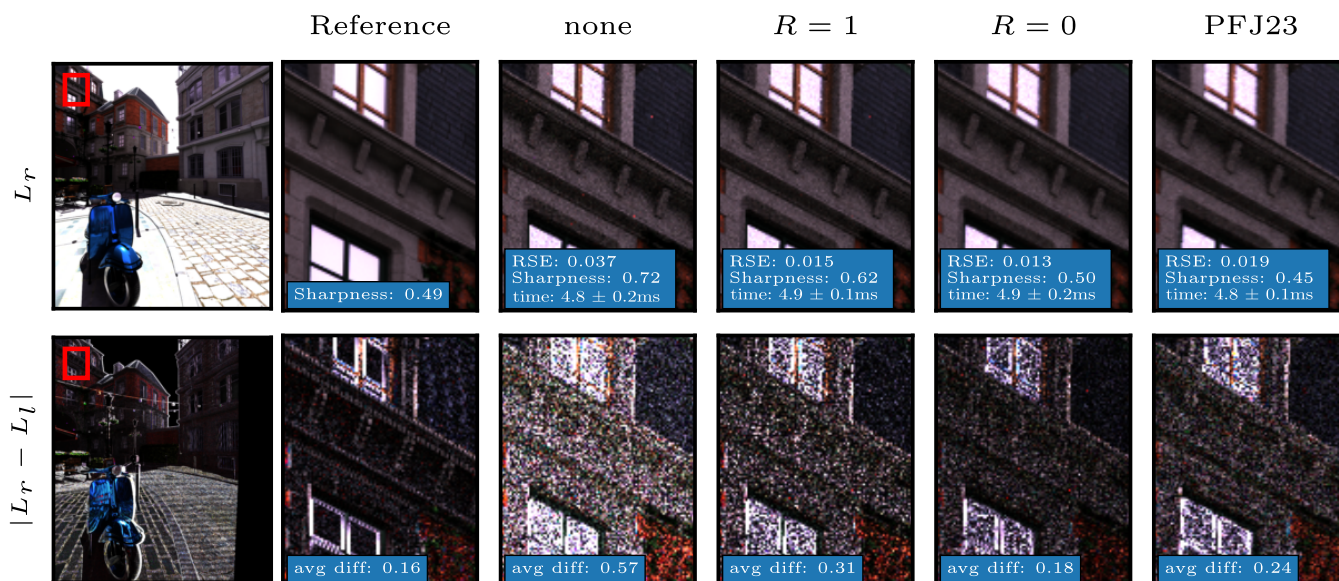 Reference none R = 1 R = 0 PFJ23
L_r
Sharpness: 0.49
RSE: 0.037
Sharpness: 0.72
time: 4.8 ± 0.2ms
RSE: 0.015
Sharpness: 0.62
time: 4.9 ± 0.1ms
RSE: 0.013
Sharpness: 0.50
time: 4.9 ± 0.2ms
RSE: 0.019
Sharpness: 0.45
time: 4.8 ± 0.1ms
|L_r − L_l|
avg diff: 0.16
avg diff: 0.57
avg diff: 0.31
avg diff: 0.18
avg diff: 0.24